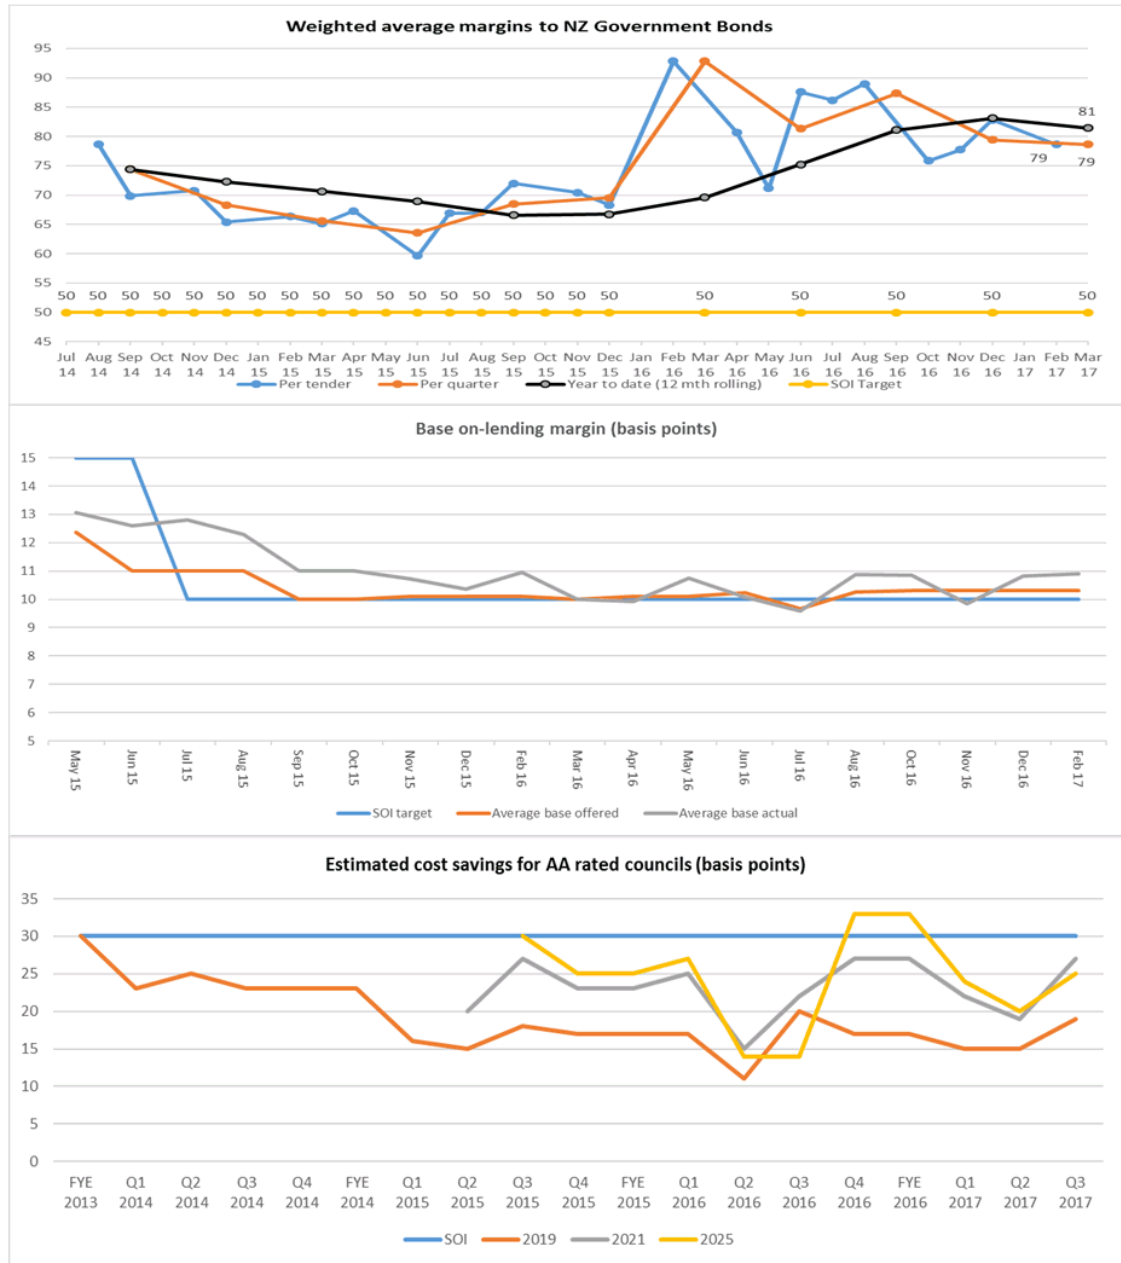 Weighted average margins to NZ Government Bonds
95
90
85
80
75
70
65
60
55
50
45
81
79
79
50 50 50 50 50 50 50 50 50 50 50 50 50 50 50 50 50 50 50 50 50 50 50
Jul Aug Sep Oct Nov Dec Jan Feb Mar Apr May Jun Jul Aug Sep Oct Nov Dec Jan Feb Mar Apr May Jun Jul Aug Sep Oct Nov Dec Jan Feb Mar
14 14 14 14 14 14 15 15 15 15 15 15 15 15 15 15 15 15 16 16 16 16 16 16 16 16 16 16 16 16 17 17 17
Per tender Per quarter Year to date (12 mth rolling) SOI Target
Base on-lending margin (basis points)
15
14
13
12
11
10
9
8
7
6
5
May 15
Jun 15
Jul 15
Aug 15
Sep 15
Oct 15
Nov 15
Dec 15
Feb 16
Mar 16
Apr 16
May 16
Jun 16
Jul 16
Aug 16
Oct 16
Nov 16
Dec 16
Feb 17
SOI target Average base offered Average base actual
Estimated cost savings for AA rated councils (basis points)
35
30
25
20
15
10
5
0
FYE Q1 Q2 Q3 Q4 FYE Q1 Q2 Q3 Q4 FYE Q1 Q2 Q3 Q4 FYE Q1 Q2 Q3
2013 2014 2014 2014 2014 2014 2015 2015 2015 2015 2015 2016 2016 2016 2016 2016 2017 2017 2017
SOI 2019 2021 2025